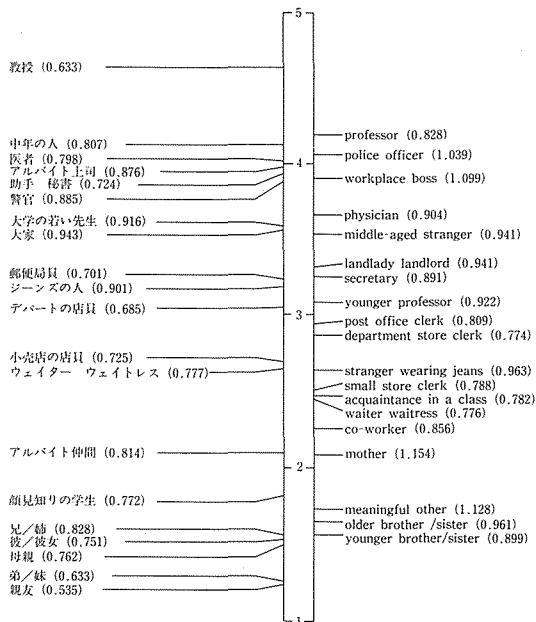 5
教授 (0.633)
中年の人 (0.807)
医者 (0.798)
アルバイト上司 (0.876)
助手 秘書 (0.724)
警官 (0.885)
大学の若い先生 (0.916)
大家 (0.943)
郵便局員 (0.701)
ジーンズの人 (0.901)
デパートの店員 (0.685)
小売店の店員 (0.725)
ウェイター ウェイトレス (0.777)
アルバイト仲間 (0.814)
顔見知りの学生 (0.772)
兄/姉 (0.828)
彼/彼女 (0.751)
母親 (0.762)
弟/妹 (0.633)
親友 (0.535)
4
3
2
1
professor (0.828)
police officer (1.039)
workplace boss (1.099)
physician (0.904)
middle-aged stranger (0.941)
landlady landlord (0.941)
secretary (0.891)
younger professor (0.922)
post office clerk (0.809)
department store clerk (0.774)
stranger wearing jeans (0.963)
small store clerk (0.788)
acquaintance in a class (0.782)
waiter waitress (0.776)
co-worker (0.856)
mother (1.154)
meaningful other (1.128)
older brother /sister (0.961)
younger brother/sister (0.899)